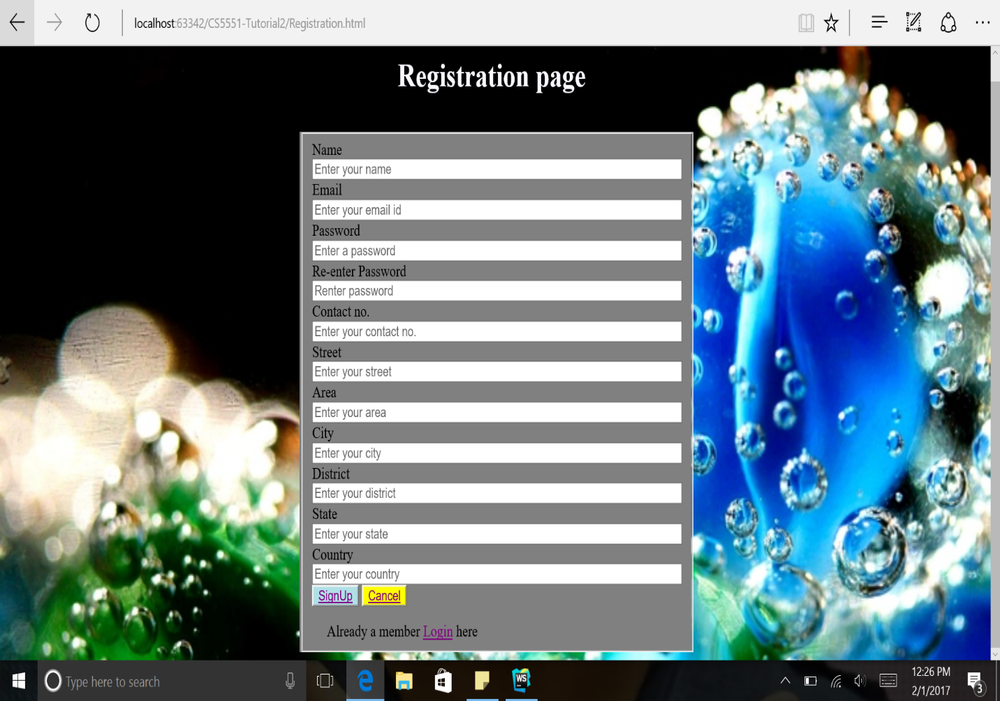 localhost:63342/CS5551-Tutorial2/Registration.html
Registration page
Name
Enter your name
Email
Enter your email id
Password
Enter a password
Re-enter Password
Renter password
Contact no.
Enter your contact no.
Street
Enter your street
Area
Enter your area
City
Enter your city
District
Enter your district
State
Enter your state
Country
Enter your country
SignUp Cancel
Already a member Login here
Type here to search
WS
12:26 PM
2/1/2017
3